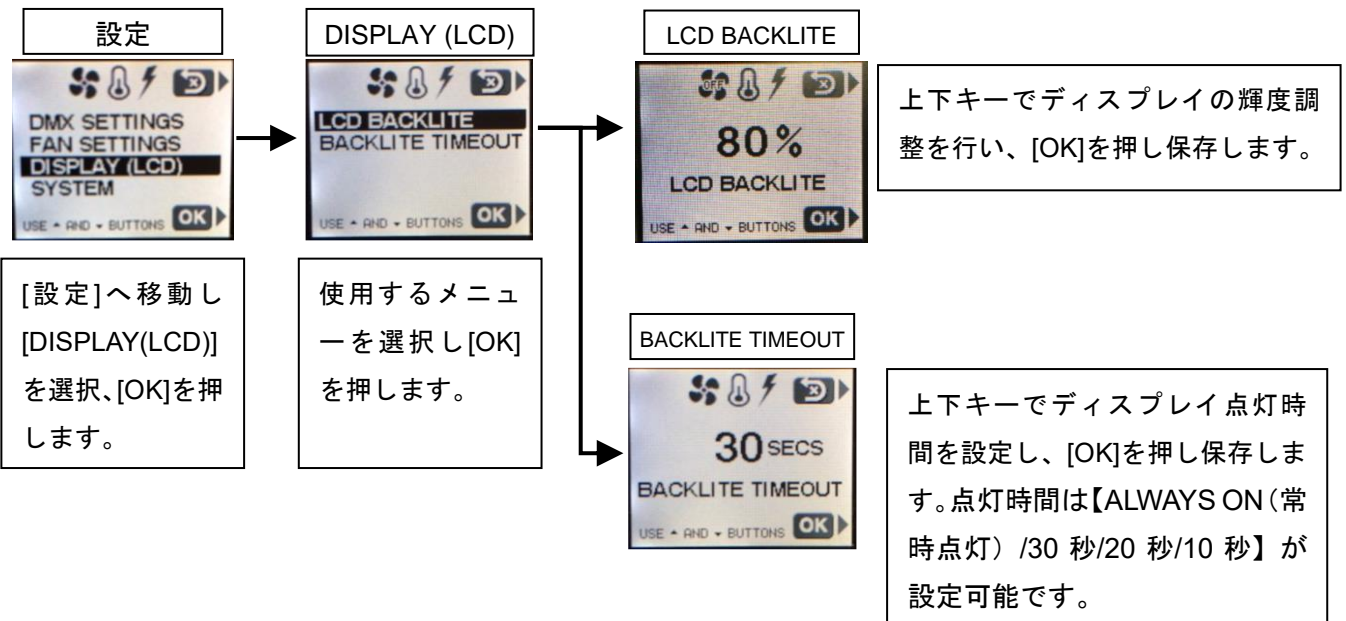 設定
DMX SETTINGS
FAN SETTINGS
DISPLAY (LCD)
SYSTEM
USE ▲ AND ▼ BUTTONS OK
[設定]へ移動し
[DISPLAY(LCD)]
を選択、[OK]を押
します。
DISPLAY (LCD)
LCD BACKLITE
BACKLITE TIMEOUT
USE ▲ AND ▼ BUTTONS OK
使用するメニュ
ーを選択し[OK]
を押します。
LCD BACKLITE
OFF
80%
LCD BACKLITE
USE ▲ AND ▼ BUTTONS OK
上下キーでディスプレイの輝度調
整を行い、[OK]を押し保存します。
BACKLITE TIMEOUT
30 SECS
BACKLITE TIMEOUT
USE ▲ AND ▼ BUTTONS OK
上下キーでディスプレイ点灯時
間を設定し、[OK]を押し保存しま
す。点灯時間は【ALWAYS ON（常
時点灯）/30 秒/20 秒/10 秒】が
設定可能です。